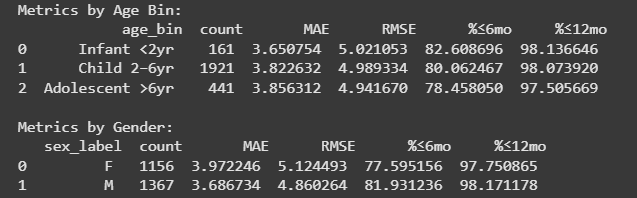 Metrics by Age Bin:
age_bin count MAE RMSE %≤6mo %≤12mo
0 Infant <2yr 161 3.650754 5.021053 82.608696 98.136646
1 Child 2–6yr 1921 3.822632 4.989334 80.062467 98.073920
2 Adolescent >6yr 441 3.856312 4.941670 78.458050 97.505669
Metrics by Gender:
sex_label count MAE RMSE %≤6mo %≤12mo
0 F 1156 3.972246 5.124493 77.595156 97.750865
1 M 1367 3.686734 4.860264 81.931236 98.171178